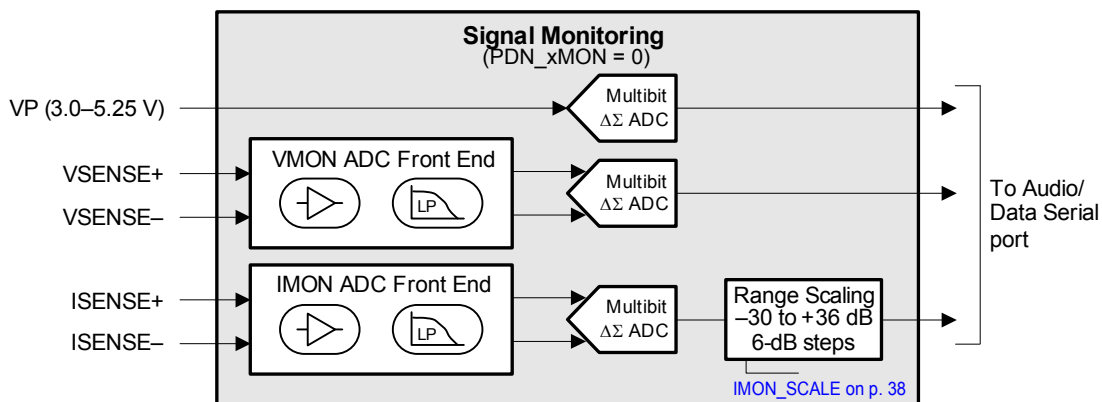 Signal Monitoring
(PDN_xMON = 0)
VP (3.0–5.25 V)
Multibit
ΔΣ ADC
VSENSE+
VSENSE–
VMON ADC Front End
LP
Multibit
ΔΣ ADC
To Audio/
Data Serial
port
ISENSE+
ISENSE–
IMON ADC Front End
LP
Multibit
ΔΣ ADC
Range Scaling
–30 to +36 dB
6-dB steps
IMON_SCALE on p. 38